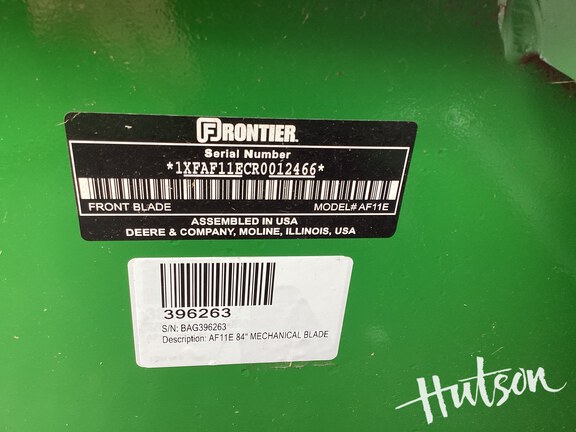 FRONTIER
Serial Number
*1XFAF11ECR0012466*
FRONT BLADE MODEL# AF11E
ASSEMBLED IN USA
DEERE & COMPANY, MOLINE, ILLINOIS, USA
396263
S/N: BAG396263
Description: AF11E 84" MECHANICAL BLADE
Hutson